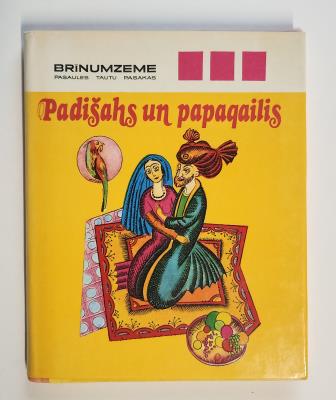 BRīNUMZEME
PASAULES TAUTU PASAKAS
Padišahs un papagailis